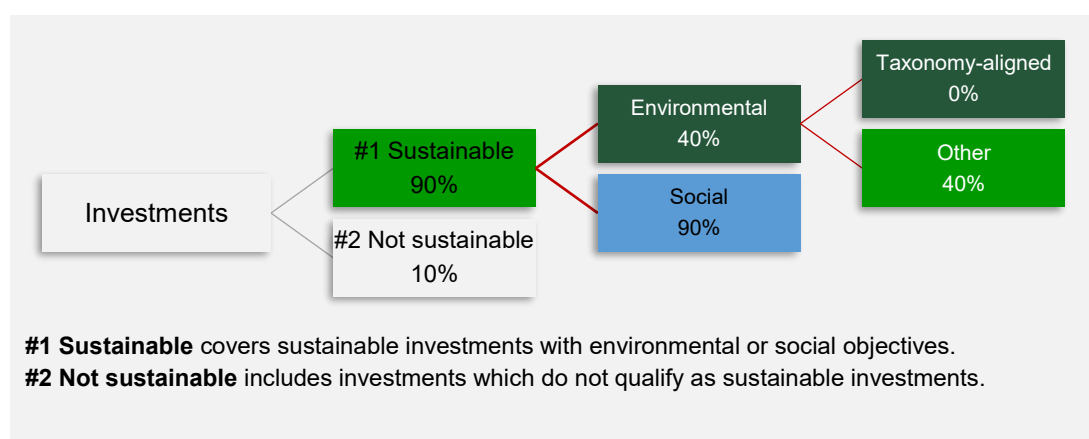 Investments
#1 Sustainable
90%
#2 Not sustainable
10%
Environmental
40%
Social
90%
Taxonomy-aligned
0%
Other
40%
#1 Sustainable covers sustainable investments with environmental or social objectives.
#2 Not sustainable includes investments which do not qualify as sustainable investments.